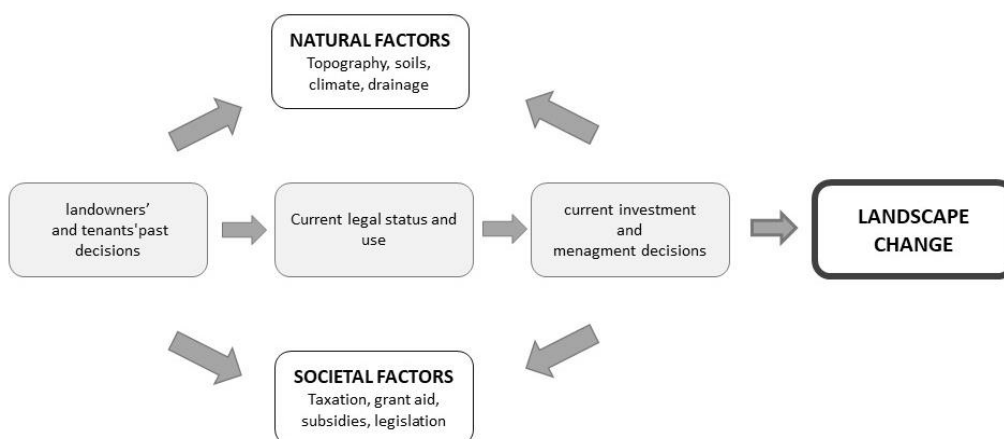 NATURAL FACTORS
Topography, soils,
climate, drainage
landowners’
and tenants'past
decisions
Current legal status and
use
current investment
and
menagment decisions
LANDSCAPE
CHANGE
SOCIETAL FACTORS
Taxation, grant aid,
subsidies, legislation